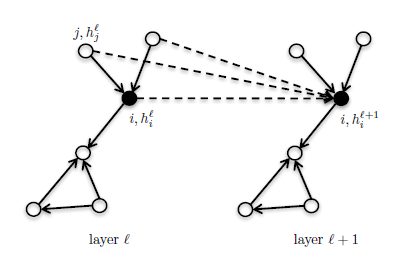 j, h_j^ℓ
i, h_i^ℓ
i, h_i^{ℓ+1}
layer ℓ
layer ℓ + 1